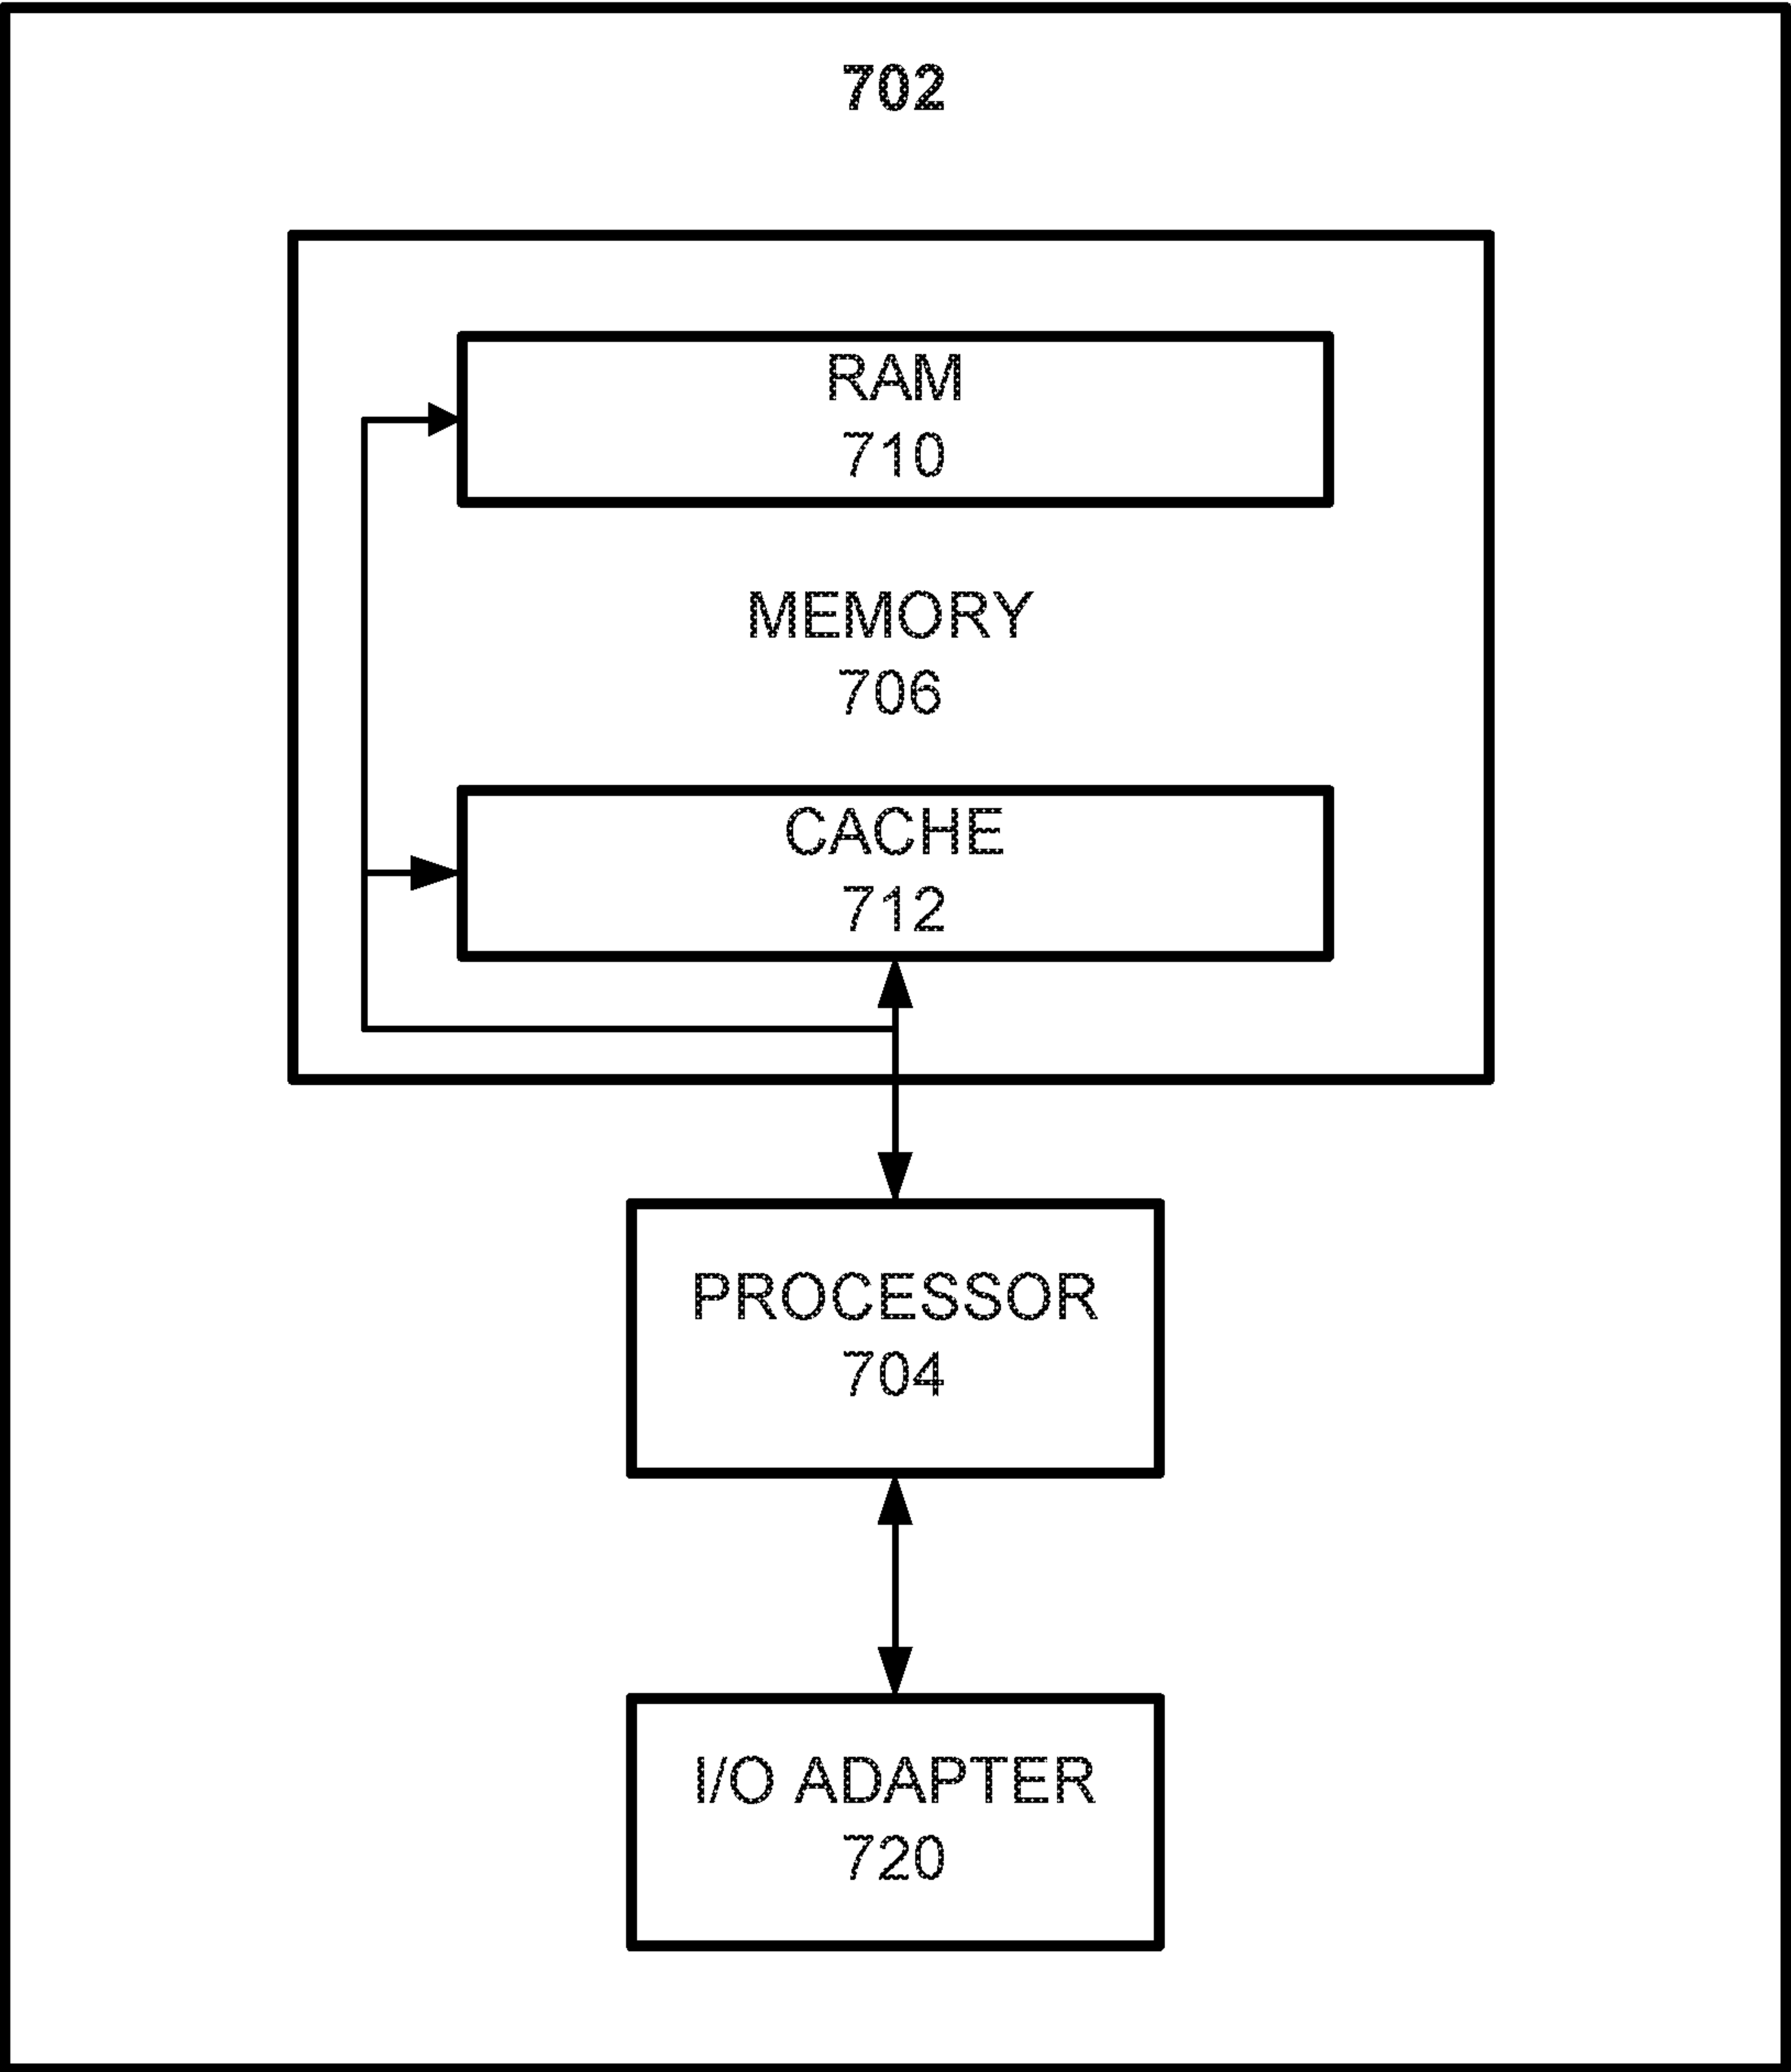 702
RAM
710
MEMORY
706
CACHE
712
PROCESSOR
704
I/O ADAPTER
720